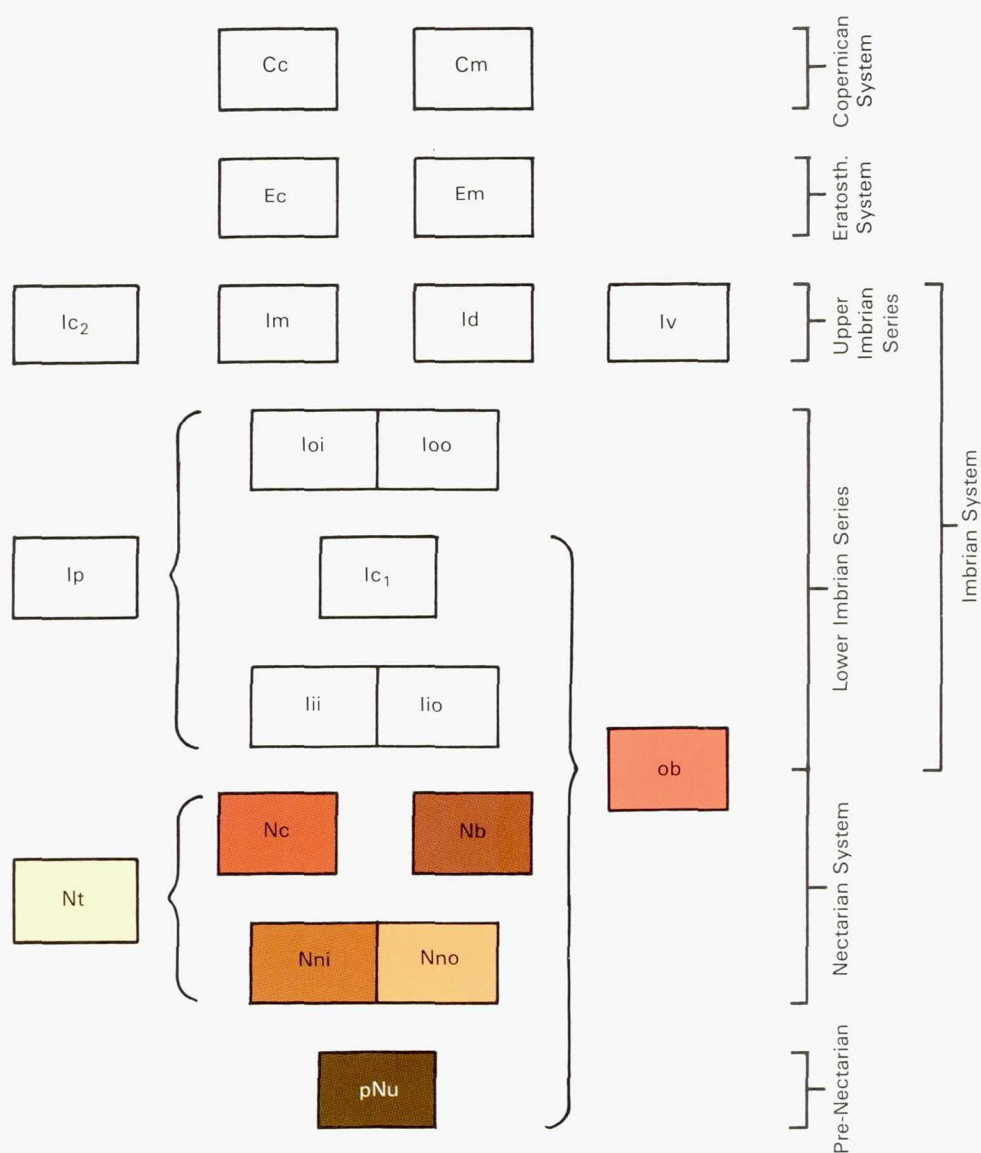 Cc
Cm
Copernican
System
Ec
Em
Eratosth.
System
Ic₂
Im
Id
Iv
Upper
Imbrian
Series
Ioi
Ioo
Ip
Ic₁
Lower Imbrian Series
Imbrian System
Iii
Iio
ob
Nc
Nb
Nt
Nectarian System
Nni
Nno
pNu
Pre-Nectarian